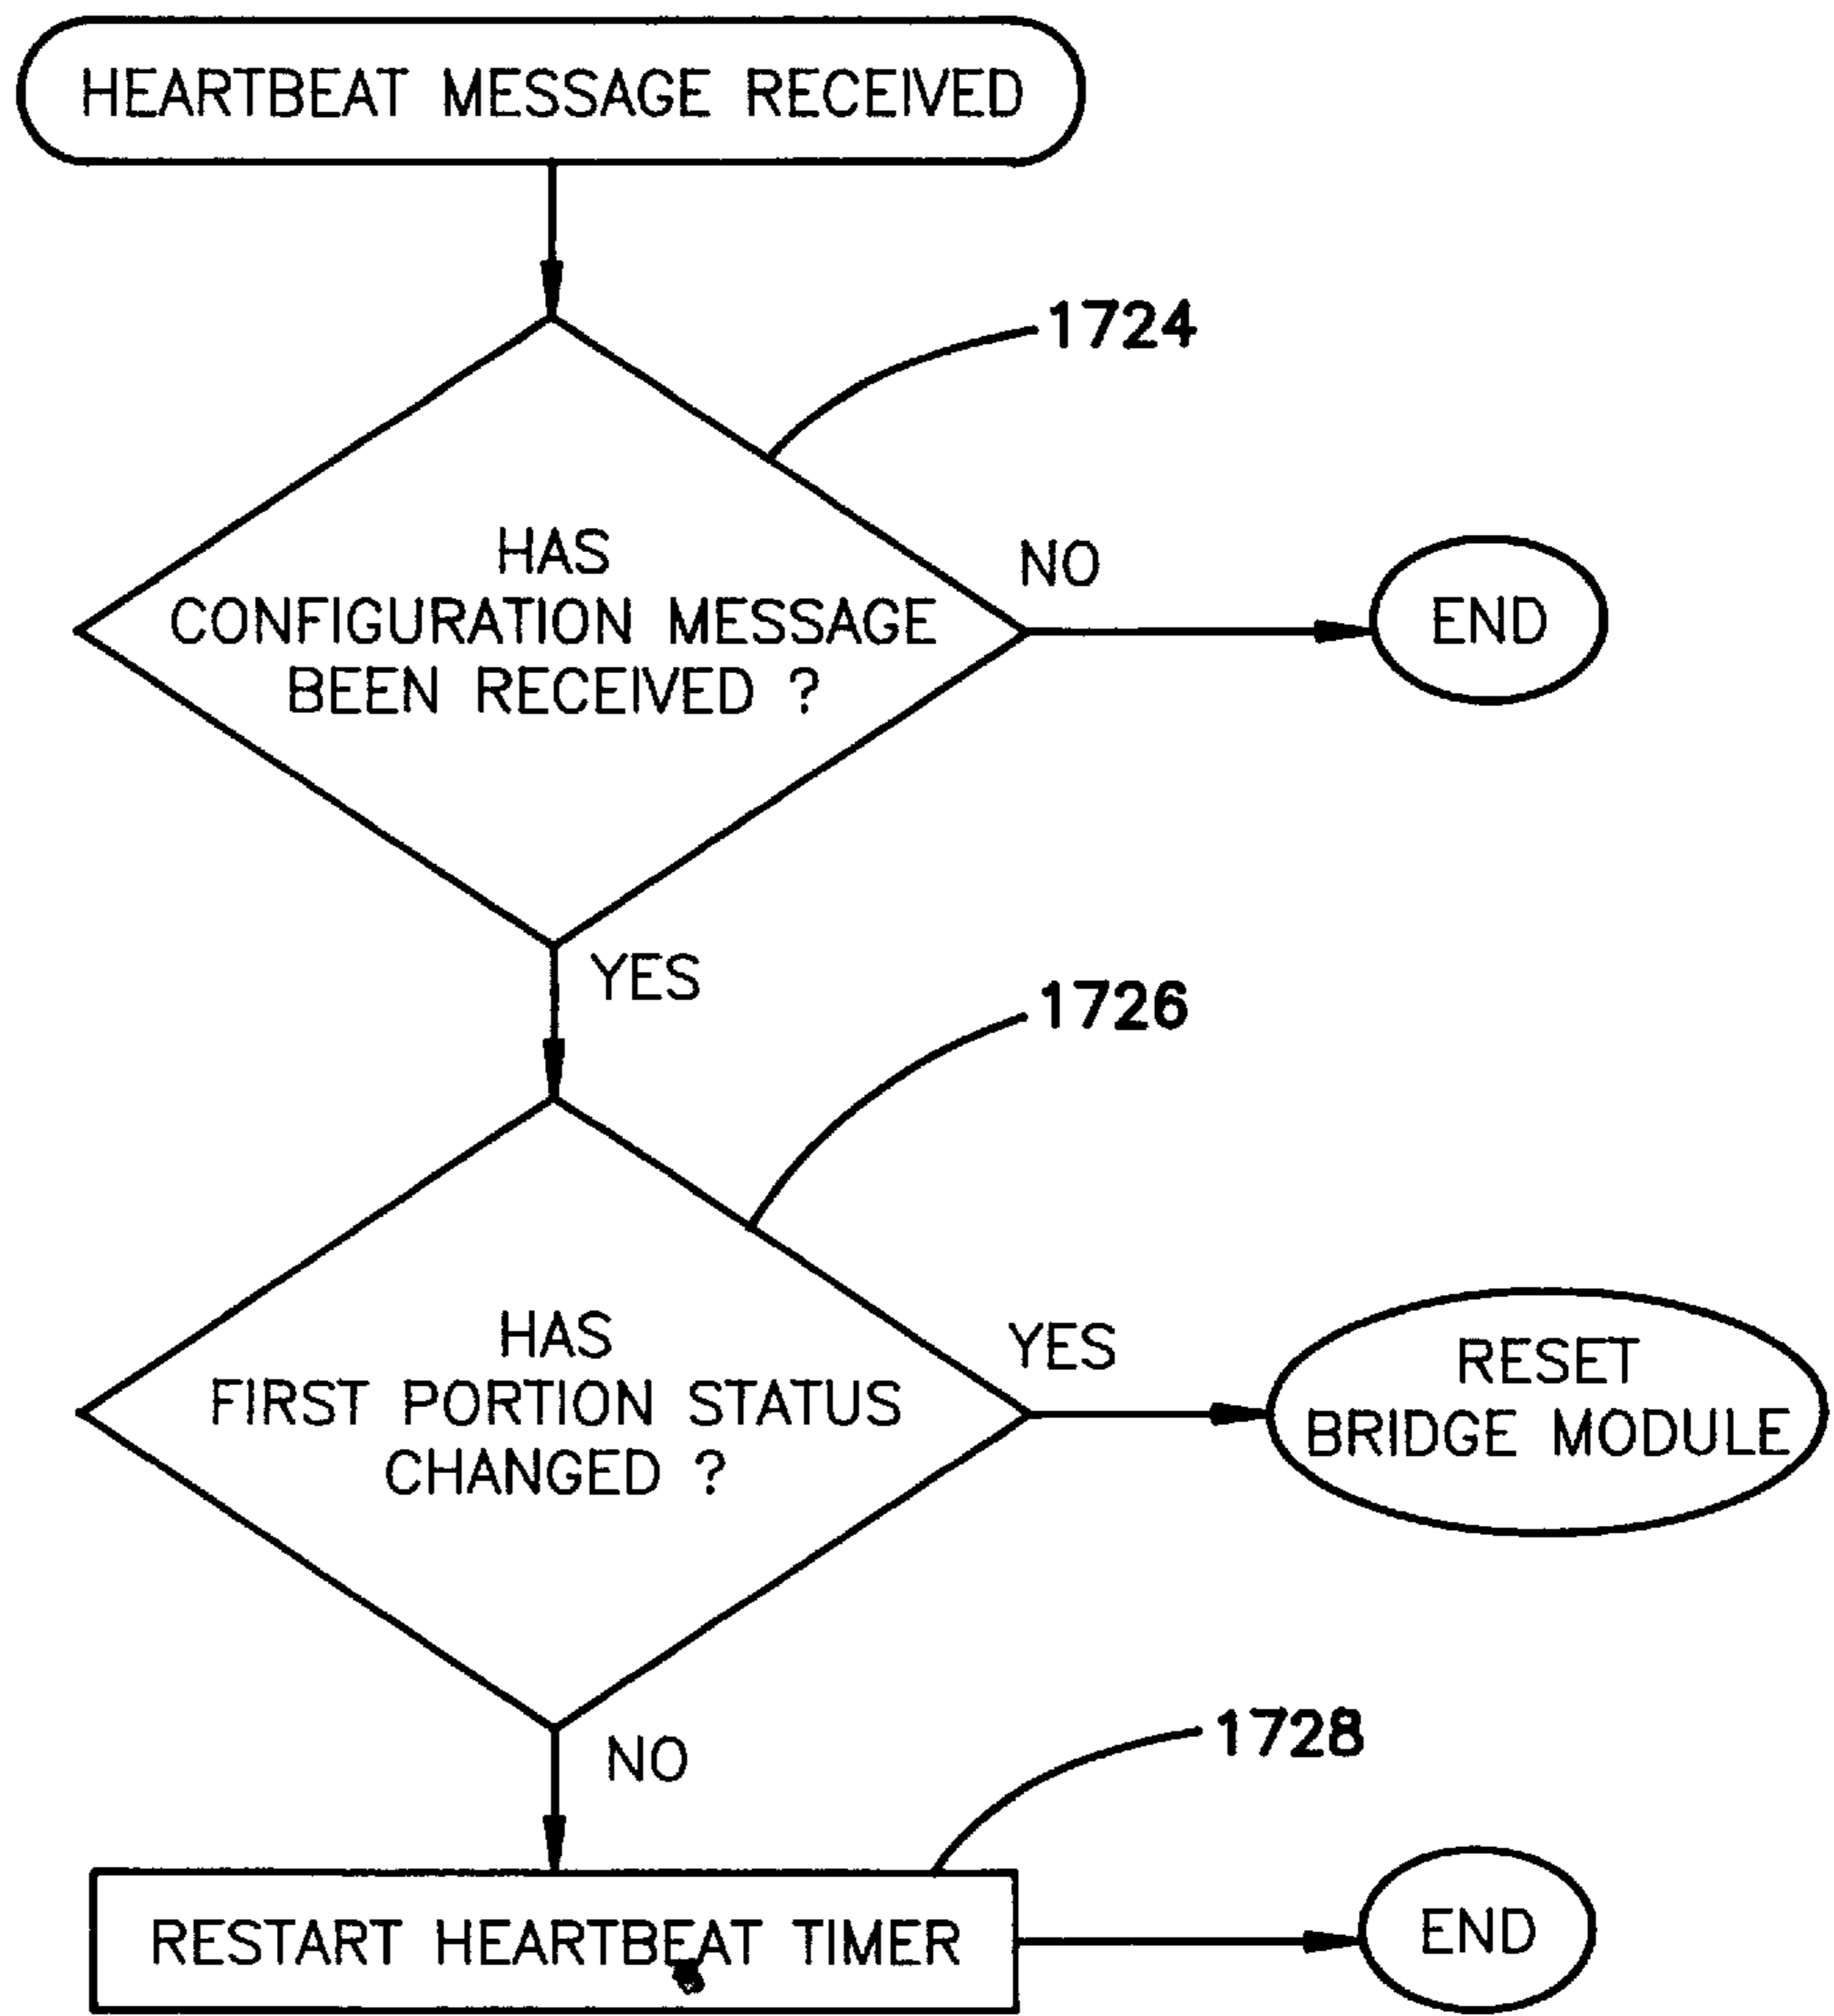 HEARTBEAT MESSAGE RECEIVED
1724
HAS
CONFIGURATION MESSAGE
BEEN RECEIVED ?
NO
END
YES
1726
HAS
FIRST PORTION STATUS
CHANGED ?
YES
RESET
BRIDGE MODULE
NO
1728
RESTART HEARTBEAT TIMER
END